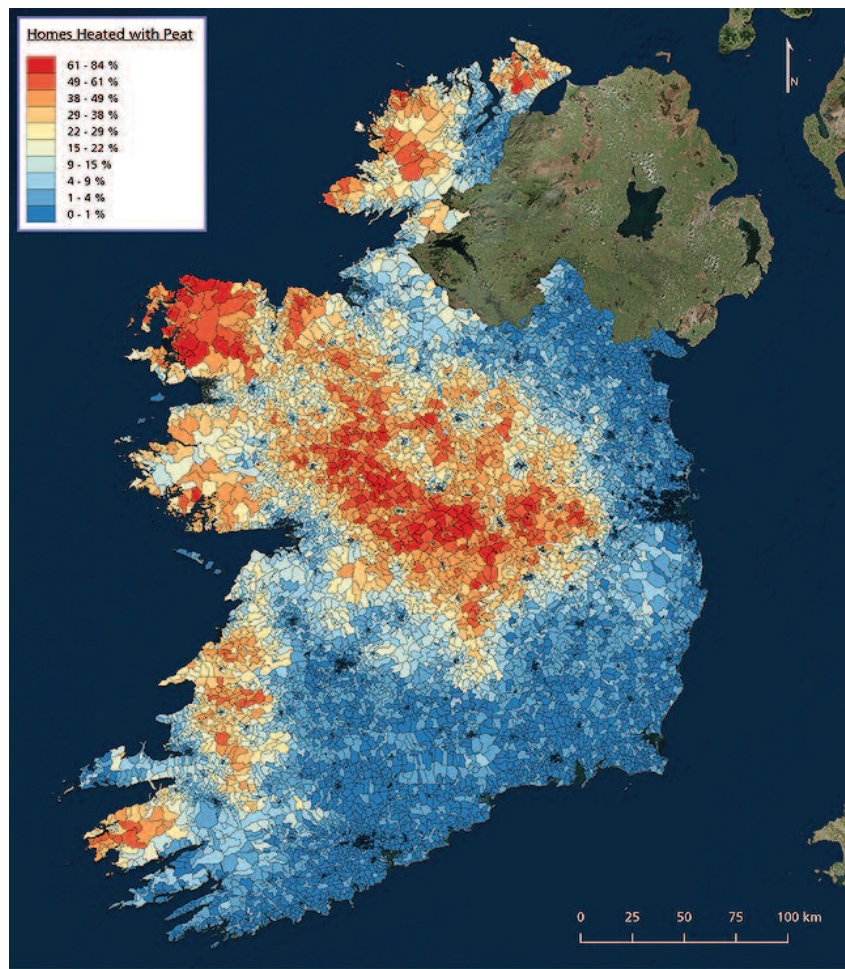 Homes Heated with Peat
61 - 84 %
49 - 61 %
38 - 49 %
29 - 38 %
22 - 29 %
15 - 22 %
9 - 15 %
4 - 9 %
1 - 4 %
0 - 1 %
N
0 25 50 75 100 km